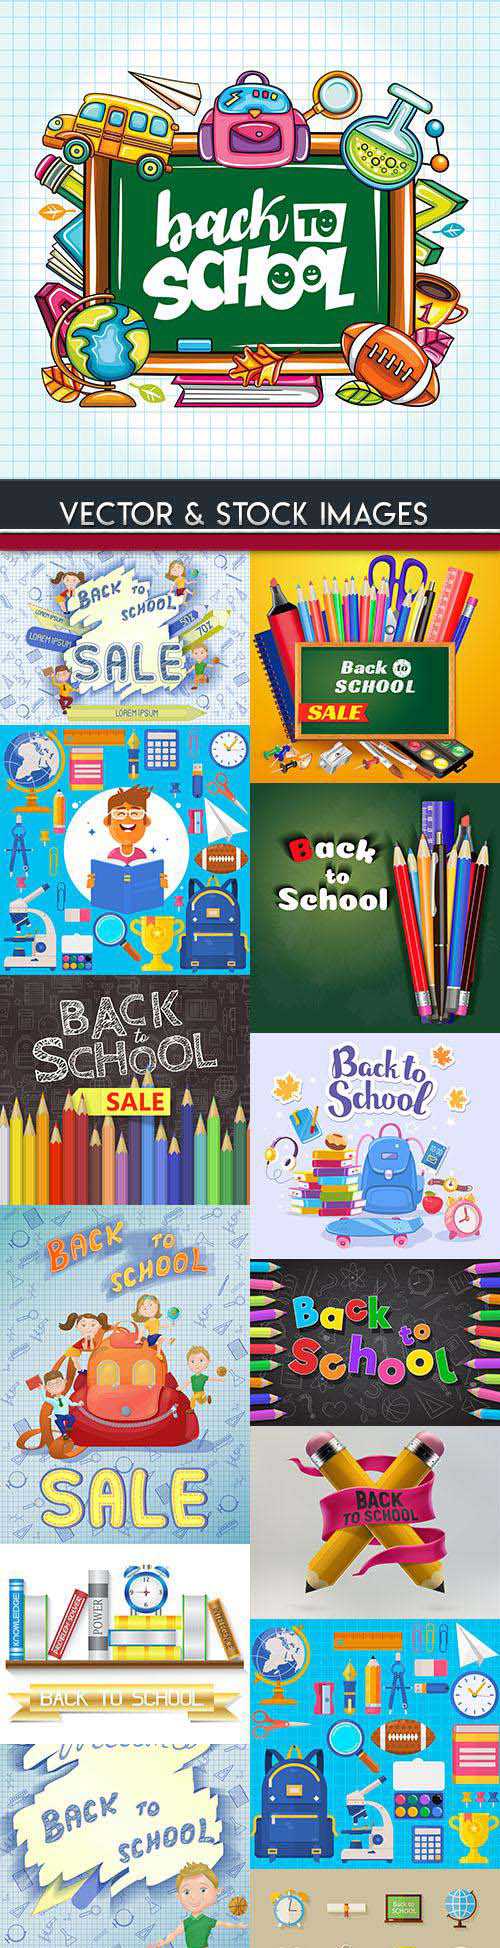 back TO
SCHOOL
1
VECTOR & STOCK IMAGES
BACK TO
SCHOOL
LOREM IPSUM
50%
70%
SALE
LOREM IPSUM
Back to
SCHOOL
SALE
Back
to
School
BACK
to
SCHOOL
SALE
Back to
School
BACK TO
SCHOOL
SALE
Back to
School
BACK
TO SCHOOL
KNOWLEDGE
POWER
BACK TO SCHOOL
BACK TO
SCHOOL
Back to
SCHOOL